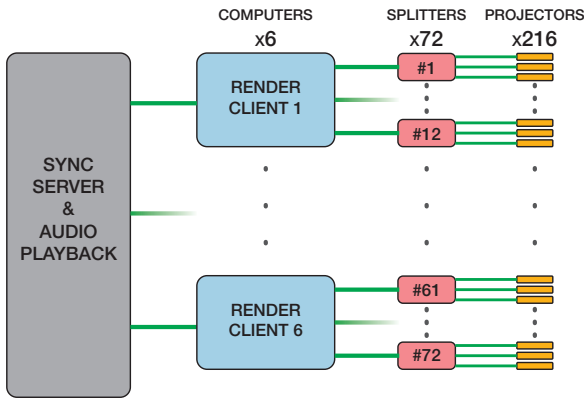 COMPUTERS
x6
SPLITTERS
x72
PROJECTORS
x216
SYNC
SERVER
&
AUDIO
PLAYBACK
RENDER
CLIENT 1
#1
#12
RENDER
CLIENT 6
#61
#72